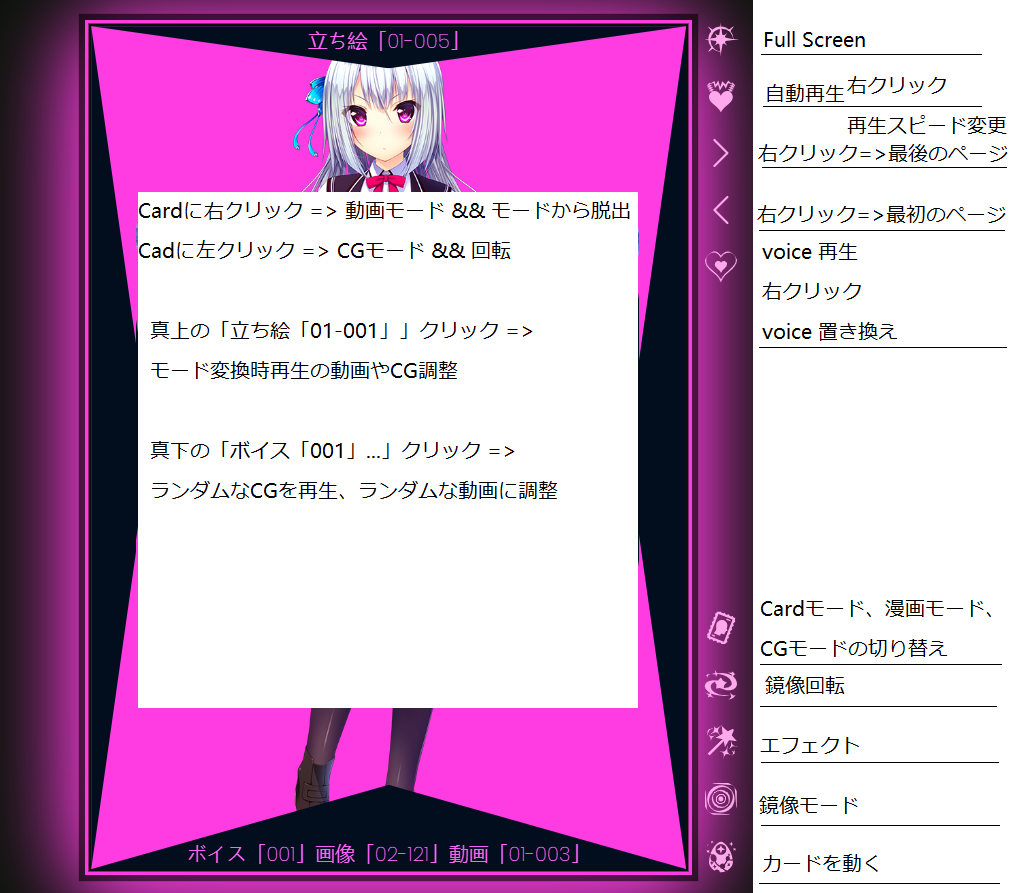 立ち絵「01-005」
Full Screen
自動再生右クリック
再生スピード変更
右クリック=>最後のページ
右クリック=>最初のページ
voice 再生
右クリック
voice 置き換え
Cardに右クリック => 動画モード && モードから脱出
Cadに左クリック => CGモード && 回転
真上の「立ち絵「01-001」」クリック =>
モード変換時再生の動画やCG調整
真下の「ボイス「001」...」クリック =>
ランダムなCGを再生、ランダムな動画に調整
Cardモード、漫画モード、
CGモードの切り替え
鏡像回転
エフェクト
鏡像モード
カードを動く
ボイス「001」画像「02-121」動画「01-003」